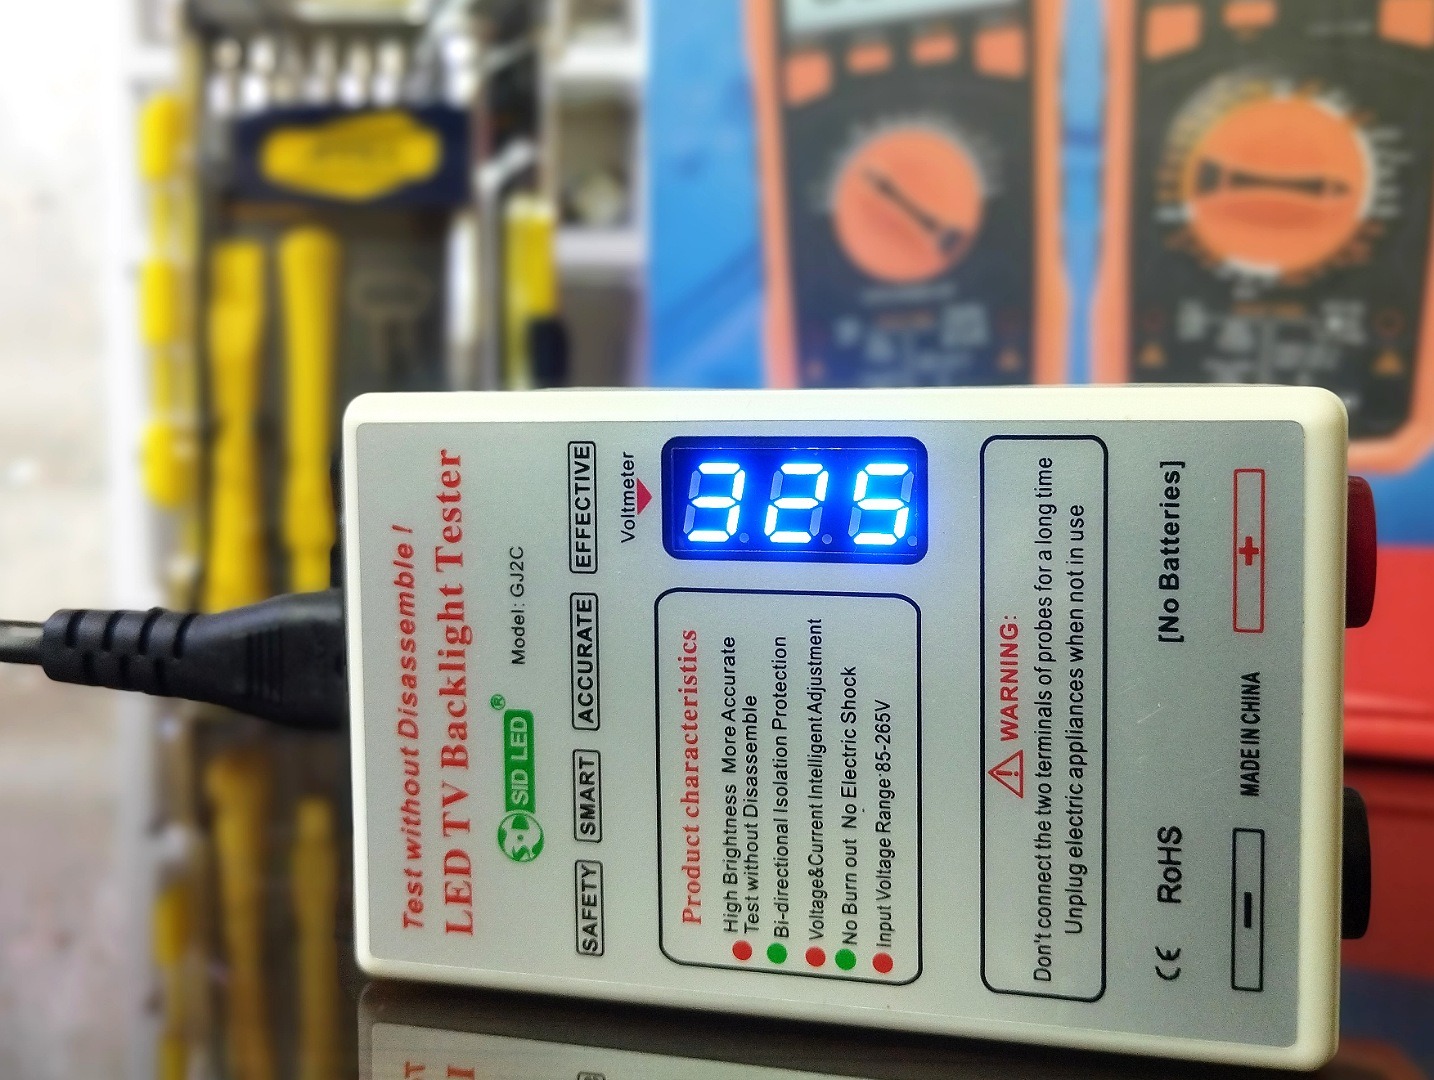 Test without Disassemble !
LED TV Backlight Tester
S·D SID LED®
Model: GJ2C
SAFETY SMART ACCURATE EFFECTIVE
Voltmeter
325
Product characteristics
High Brightness More Accurate
Test without Disassemble
Bi-directional Isolation Protection
Voltage&Current Intelligent Adjustment
No Burn out No Electric Shock
Input Voltage Range:85-265V
WARNING:
Don't connect the two terminals of probes for a long time
Unplug electric appliances when not in use
CE RoHS [No Batteries]
MADE IN CHINA
− +